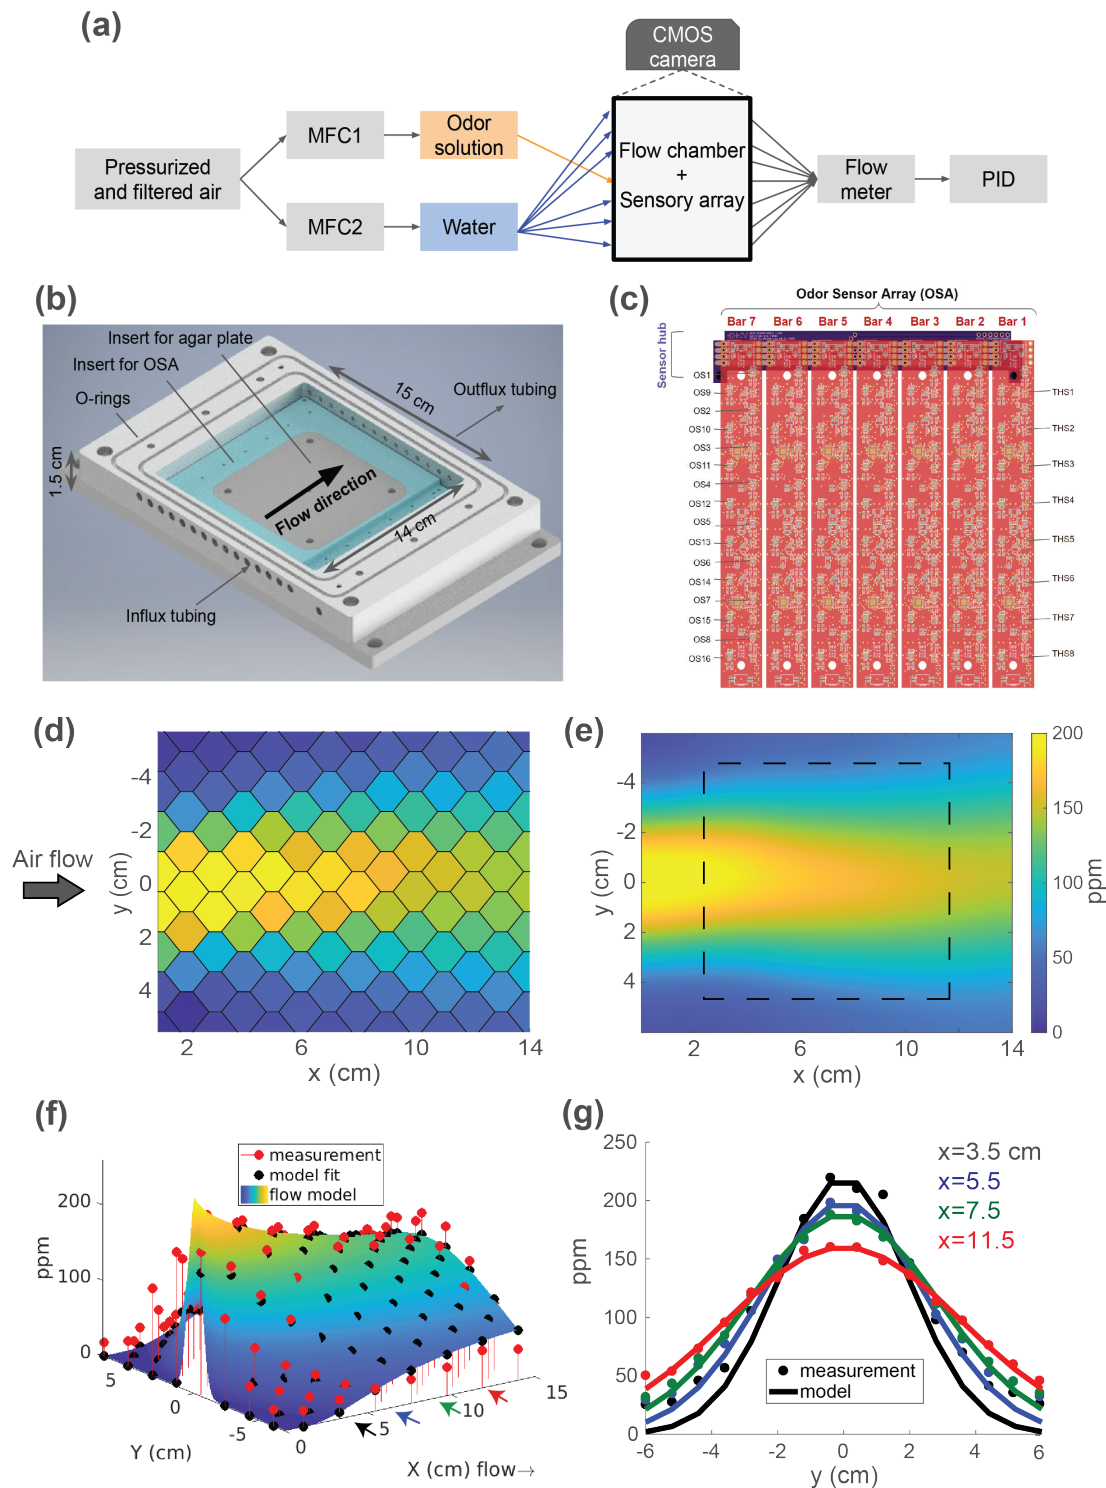 (a)
CMOS
camera
Pressurized
and filtered air
MFC1
MFC2
Odor
solution
Water
Flow chamber
+
Sensory array
Flow
meter
PID
(b)
Insert for agar plate
Insert for OSA
O-rings
15 cm
Outflux tubing
1.5 cm
Flow direction
14 cm
Influx tubing
(c)
Odor Sensor Array (OSA)
Bar 7 Bar 6 Bar 5 Bar 4 Bar 3 Bar 2 Bar 1
Sensor hub
OS1
OS9
OS2
OS10
OS3
OS11
OS4
OS12
OS5
OS13
OS6
OS14
OS7
OS15
OS8
OS16
THS1
THS2
THS3
THS4
THS5
THS6
THS7
THS8
(d)
Air flow
y (cm)
-4
-2
0
2
4
2 6 10 14
x (cm)
(e)
y (cm)
-4
-2
0
2
4
2 6 10 14
x (cm)
200
150
100
50
0
ppm
(f)
measurement
model fit
flow model
ppm
200
100
0
5
0
-5
Y (cm)
0
5
10
15
X (cm) flow→
(g)
ppm
250
200
150
100
50
0
x=3.5 cm
x=5.5
x=7.5
x=11.5
measurement
model
-6 -4 -2 0 2 4 6
y (cm)